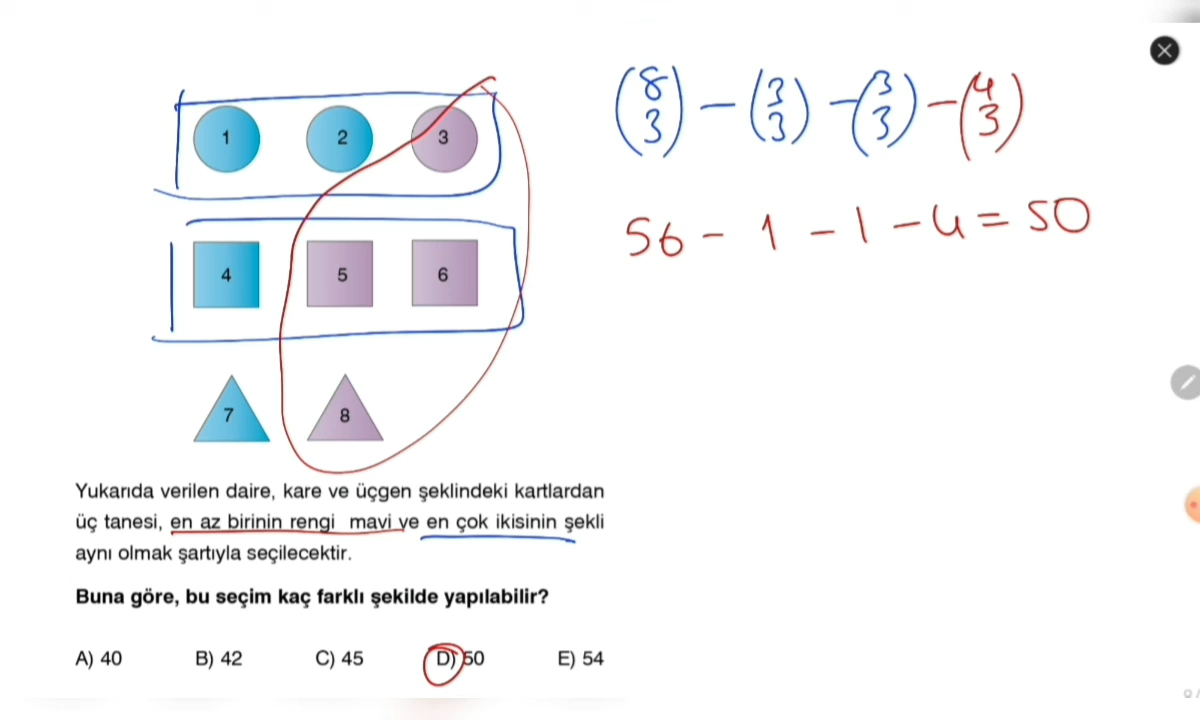 1 2 3
4 5 6
7 8
(8 3) − (3 3) − (3 3) − (4 3)
56 − 1 − 1 − 4 = 50
Yukarıda verilen daire, kare ve üçgen şeklindeki kartlardan
üç tanesi, en az birinin rengi mavi ve en çok ikisinin şekli
aynı olmak şartıyla seçilecektir.
Buna göre, bu seçim kaç farklı şekilde yapılabilir?
A) 40 B) 42 C) 45 D) 50 E) 54